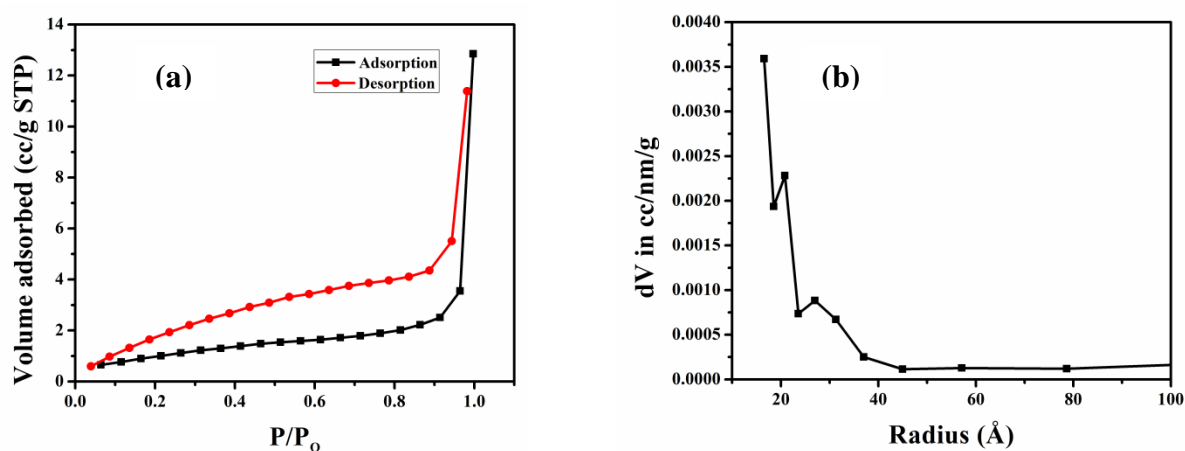 (a)
Adsorption
Desorption
Volume adsorbed (cc/g STP)
14
12
10
8
6
4
2
0
0.0 0.2 0.4 0.6 0.8 1.0
P/P₀
(b)
dV in cc/nm/g
0.0040
0.0035
0.0030
0.0025
0.0020
0.0015
0.0010
0.0005
0.0000
20 40 60 80 100
Radius (Å)